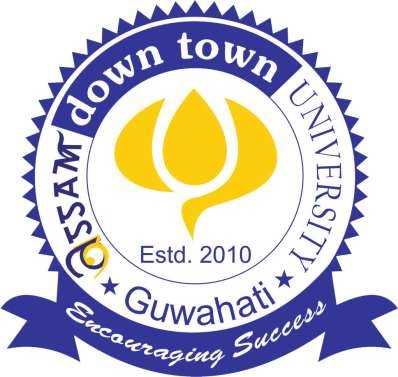 ASSAM down town UNIVERSITY
Estd. 2010
Guwahati
Encouraging Success